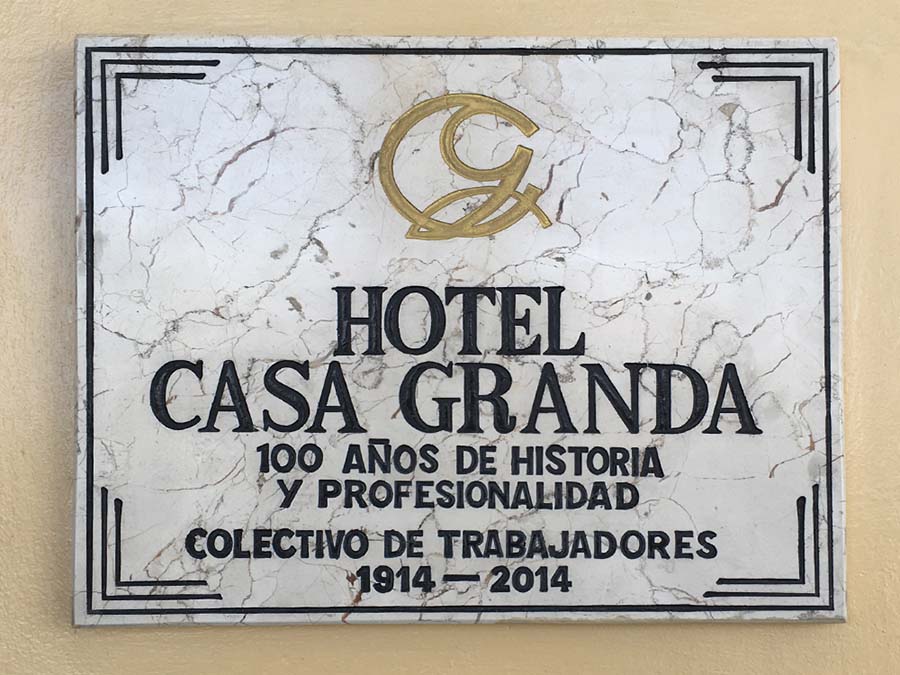 HOTEL
CASA GRANDA
100 AÑOS DE HISTORIA
Y PROFESIONALIDAD
COLECTIVO DE TRABAJADORES
1914 — 2014